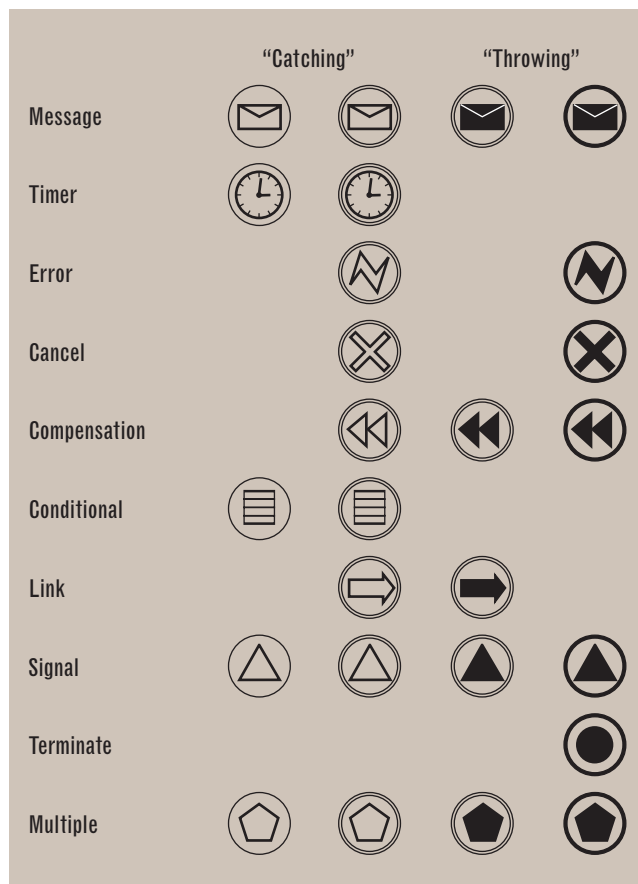 “Catching” “Throwing”
Message
Timer
Error
Cancel
Compensation
Conditional
Link
Signal
Terminate
Multiple